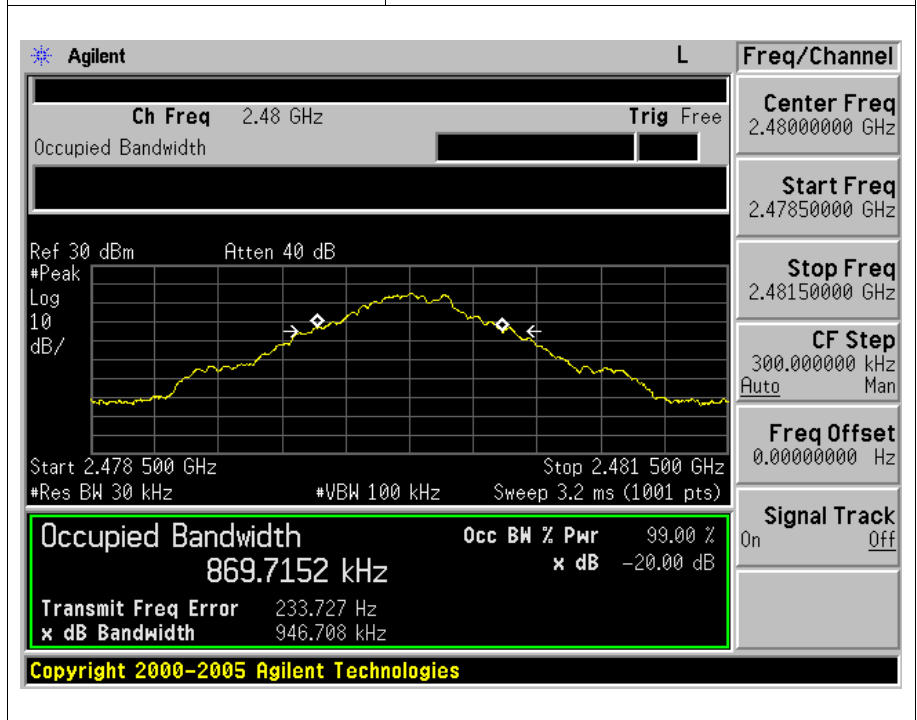 Agilent L Freq/Channel
Ch Freq 2.48 GHz Trig Free
Occupied Bandwidth
Center Freq
2.48000000 GHz
Start Freq
2.47850000 GHz
Stop Freq
2.48150000 GHz
CF Step
300.000000 kHz
Auto Man
Freq Offset
0.00000000 Hz
Signal Track
On Off
Ref 30 dBm Atten 40 dB
#Peak
Log
10
dB/
Start 2.478 500 GHz Stop 2.481 500 GHz
#Res BW 30 kHz #VBW 100 kHz Sweep 3.2 ms (1001 pts)
Occupied Bandwidth Occ BW % Pwr 99.00 %
869.7152 kHz x dB -20.00 dB
Transmit Freq Error 233.727 Hz
x dB Bandwidth 946.708 kHz
Copyright 2000-2005 Agilent Technologies